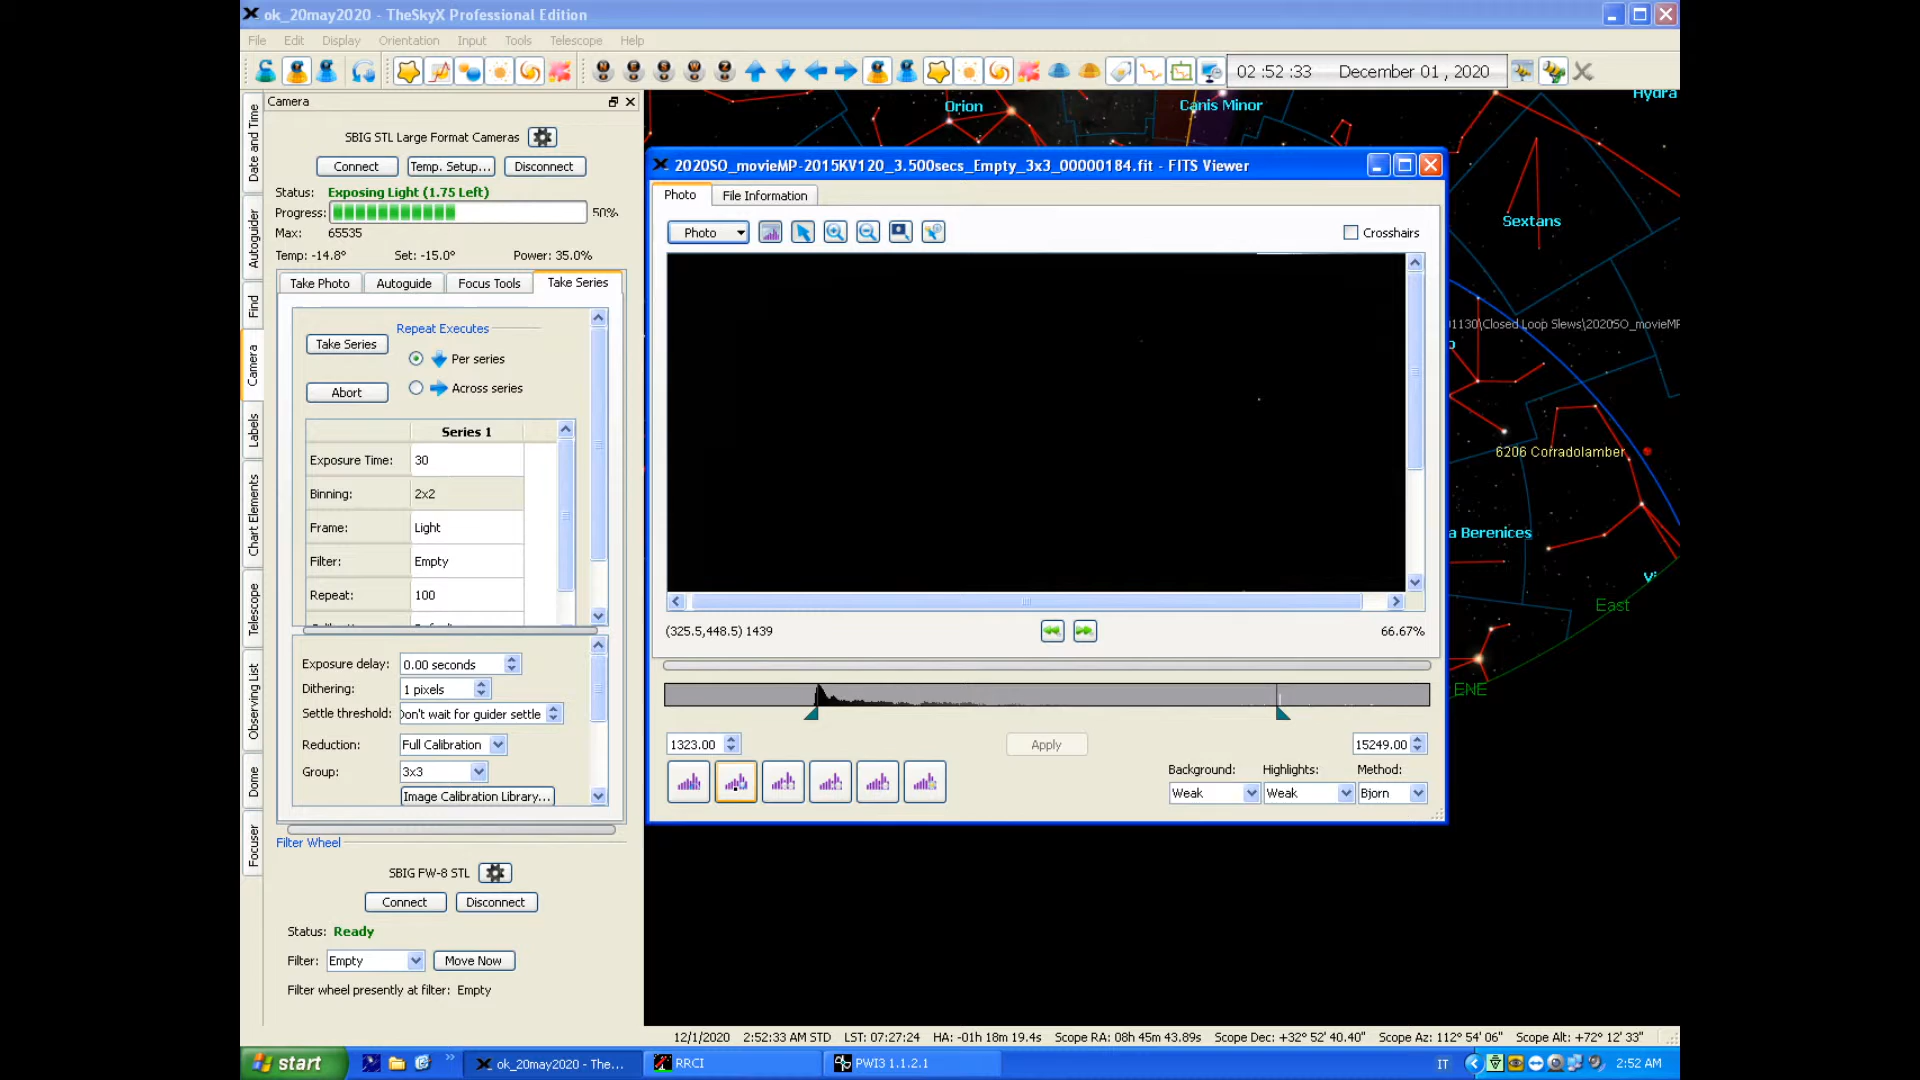 ok_20may2020 - TheSkyX Professional Edition
File Edit Display Orientation Input Tools Telescope Help
02:52:33 December 01 , 2020
Camera
SBIG STL Large Format Cameras
Connect Temp. Setup... Disconnect
Status: Exposing Light (1.75 Left)
Progress: 50%
Max: 65535
Temp: -14.8° Set: -15.0° Power: 35.0%
Take Photo Autoguide Focus Tools Take Series
Repeat Executes
Take Series
Per series
Abort
Across series
Series 1
Exposure Time: 30
Binning: 2x2
Frame: Light
Filter: Empty
Repeat: 100
Exposure delay: 0.00 seconds
Dithering: 1 pixels
Settle threshold: Don't wait for guider settle
Reduction: Full Calibration
Group: 3x3
Image Calibration Library...
Filter Wheel
SBIG FW-8 STL
Connect Disconnect
Status: Ready
Filter: Empty Move Now
Filter wheel presently at filter: Empty
Date and Time
Autoguider
Find
Camera
Labels
Chart Elements
Telescope
Observing List
Dome
Focuser
Orion
Canis Minor
Hydra
Sextans
01130\Closed Loop Slews\2020SO_movieMP
6206 Corradolamber
a Berenices
Vi
East
ENE
2020SO_movieMP-2015KV120_3.500secs_Empty_3x3_00000184.fit - FITS Viewer
Photo File Information
Photo
Crosshairs
(325.5,448.5) 1439
66.67%
1323.00
Apply
15249.00
Background: Highlights: Method:
Weak Weak Bjorn
12/1/2020 2:52:33 AM STD LST: 07:27:24 HA: -01h 18m 19.4s Scope RA: 08h 45m 43.89s Scope Dec: +32° 52' 40.40" Scope Az: 112° 54' 06" Scope Alt: +72° 12' 33"
start
ok_20may2020 - The...
RRCI
PWI3 1.1.2.1
IT
2:52 AM